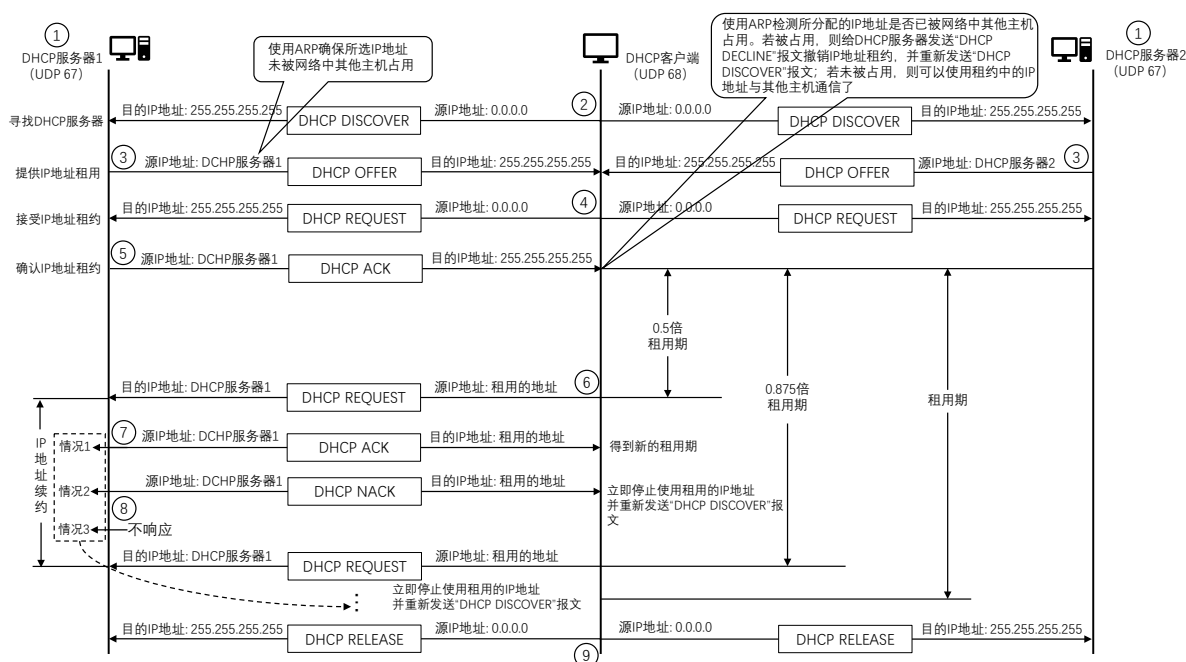 ①
DHCP服务器1
(UDP 67)
使用ARP确保所选IP地址
未被网络中其他主机占用
DHCP客户端
(UDP 68)
使用ARP检测所分配的IP地址是否已被网络中其他主机
占用。若被占用，则给DHCP服务器发送“DHCP
DECLINE”报文撤销IP地址租约，并重新发送“DHCP
DISCOVER”报文；若未被占用，则可以使用租约中的IP
地址与其他主机通信了
①
DHCP服务器2
(UDP 67)
寻找DHCP服务器
目的IP地址: 255.255.255.255
DHCP DISCOVER
源IP地址: 0.0.0.0
②
源IP地址: 0.0.0.0
DHCP DISCOVER
目的IP地址: 255.255.255.255
提供IP地址租用
③
源IP地址: DCHP服务器1
DHCP OFFER
目的IP地址: 255.255.255.255
目的IP地址: 255.255.255.255
DHCP OFFER
源IP地址: DHCP服务器2
③
接受IP地址租约
目的IP地址: 255.255.255.255
DHCP REQUEST
源IP地址: 0.0.0.0
④
源IP地址: 0.0.0.0
DHCP REQUEST
目的IP地址: 255.255.255.255
确认IP地址租约
⑤
源IP地址: DCHP服务器1
DHCP ACK
目的IP地址: 255.255.255.255
0.5倍
租用期
0.875倍
租用期
租用期
目的IP地址: DHCP服务器1
DHCP REQUEST
源IP地址: 租用的地址
⑥
IP地址续约
情况1
⑦
源IP地址: DCHP服务器1
DHCP ACK
目的IP地址: 租用的地址
得到新的租用期
情况2
源IP地址: DCHP服务器1
DHCP NACK
目的IP地址: 租用的地址
立即停止使用租用的IP地址
并重新发送“DHCP DISCOVER”报
文
⑧
情况3
不响应
目的IP地址: DHCP服务器1
DHCP REQUEST
源IP地址: 租用的地址
立即停止使用租用的IP地址
并重新发送“DHCP DISCOVER”报文
目的IP地址: 255.255.255.255
DHCP RELEASE
源IP地址: 0.0.0.0
源IP地址: 0.0.0.0
DHCP RELEASE
目的IP地址: 255.255.255.255
⑨